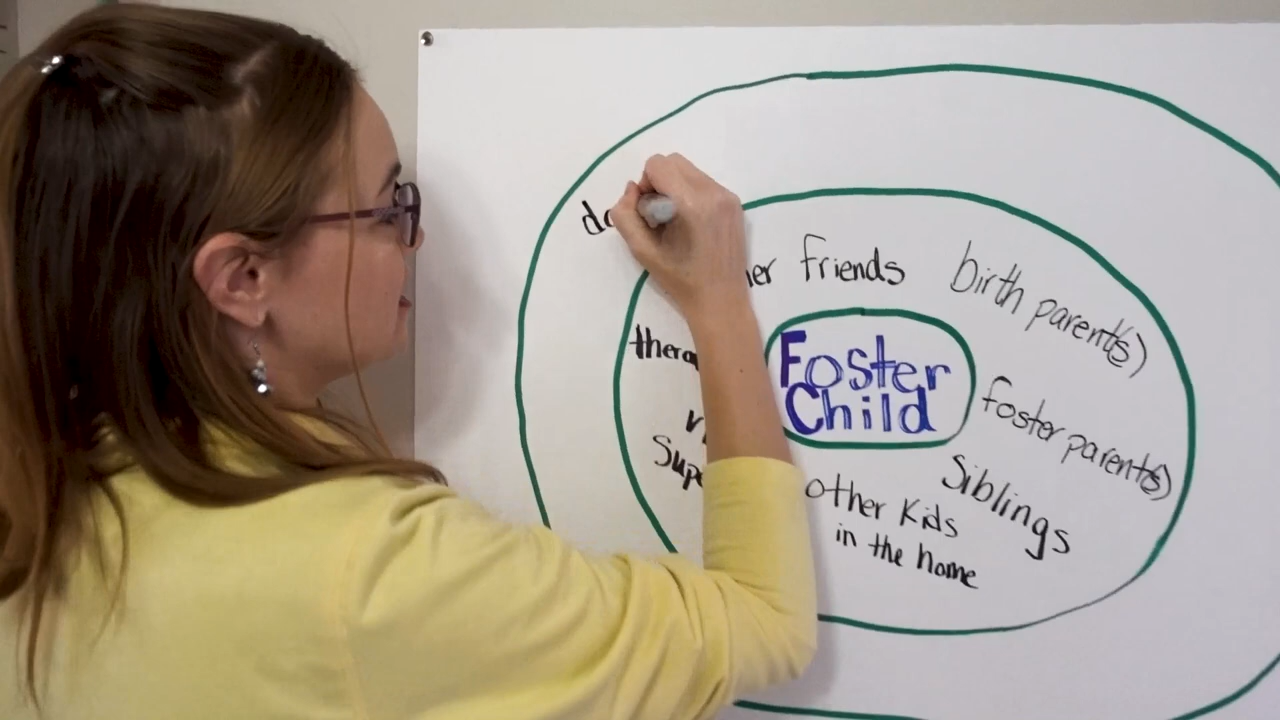 friends
birth parent(s)
Foster
Child
foster parent(s)
Siblings
other Kids
in the home